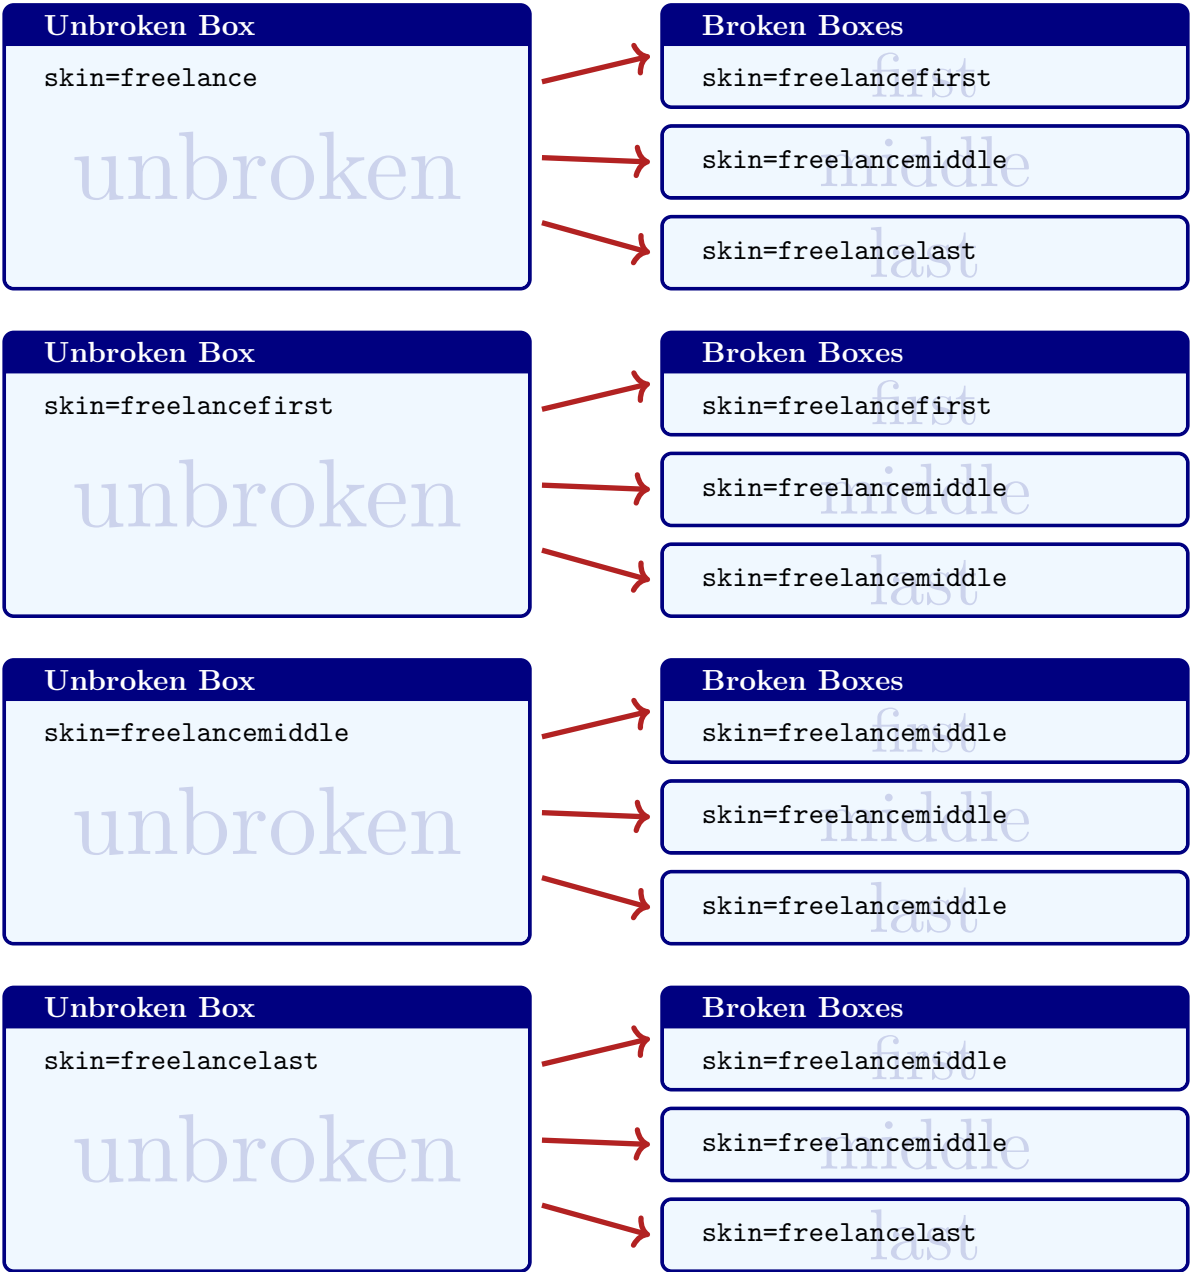 Unbroken Box
skin=freelance
unbroken
Broken Boxes
first
skin=freelancefirst
middle
skin=freelancemiddle
last
skin=freelancelast
Unbroken Box
skin=freelancefirst
unbroken
Broken Boxes
first
skin=freelancefirst
middle
skin=freelancemiddle
last
skin=freelancemiddle
Unbroken Box
skin=freelancemiddle
unbroken
Broken Boxes
first
skin=freelancemiddle
middle
skin=freelancemiddle
last
skin=freelancemiddle
Unbroken Box
skin=freelancelast
unbroken
Broken Boxes
first
skin=freelancemiddle
middle
skin=freelancemiddle
last
skin=freelancelast